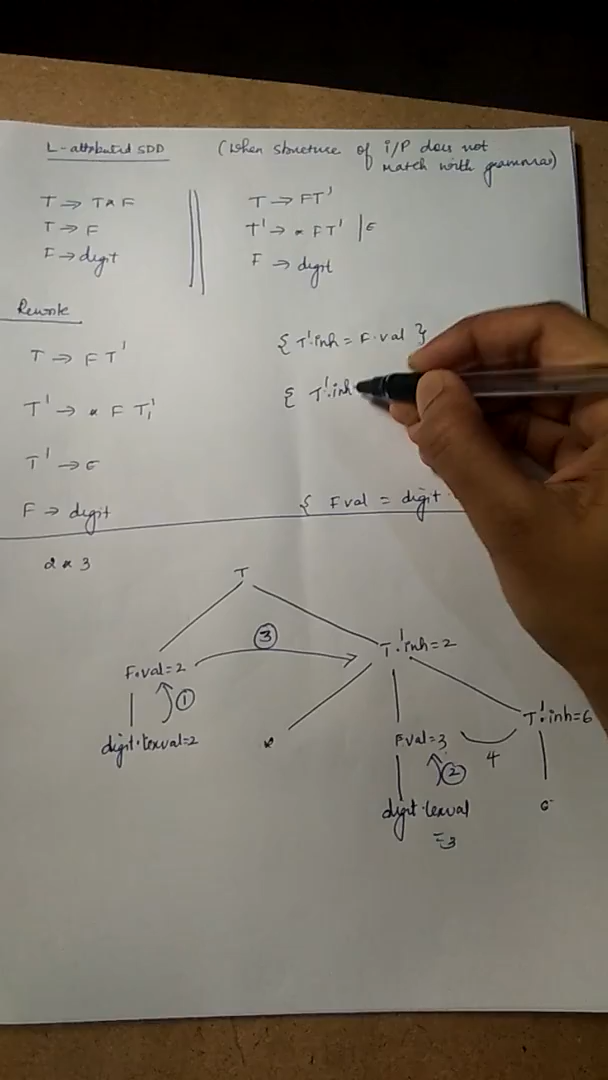 L-attributed SDD (When structure of i/P does not
match with grammar)
T → T * F T → FT'
T → F T' → * FT' | ε
F → digit F → digit
Rework
T → F T' { T'.inh = F.val }
T' → * F T'₁ { T'.inh
T' → ε
F → digit { F val = digit
2 * 3
T
③
F.val=2 T'.inh=2
①
digit.lexval=2 * F val=3 T'.inh=6
4
②
digit.lexval ε
=3